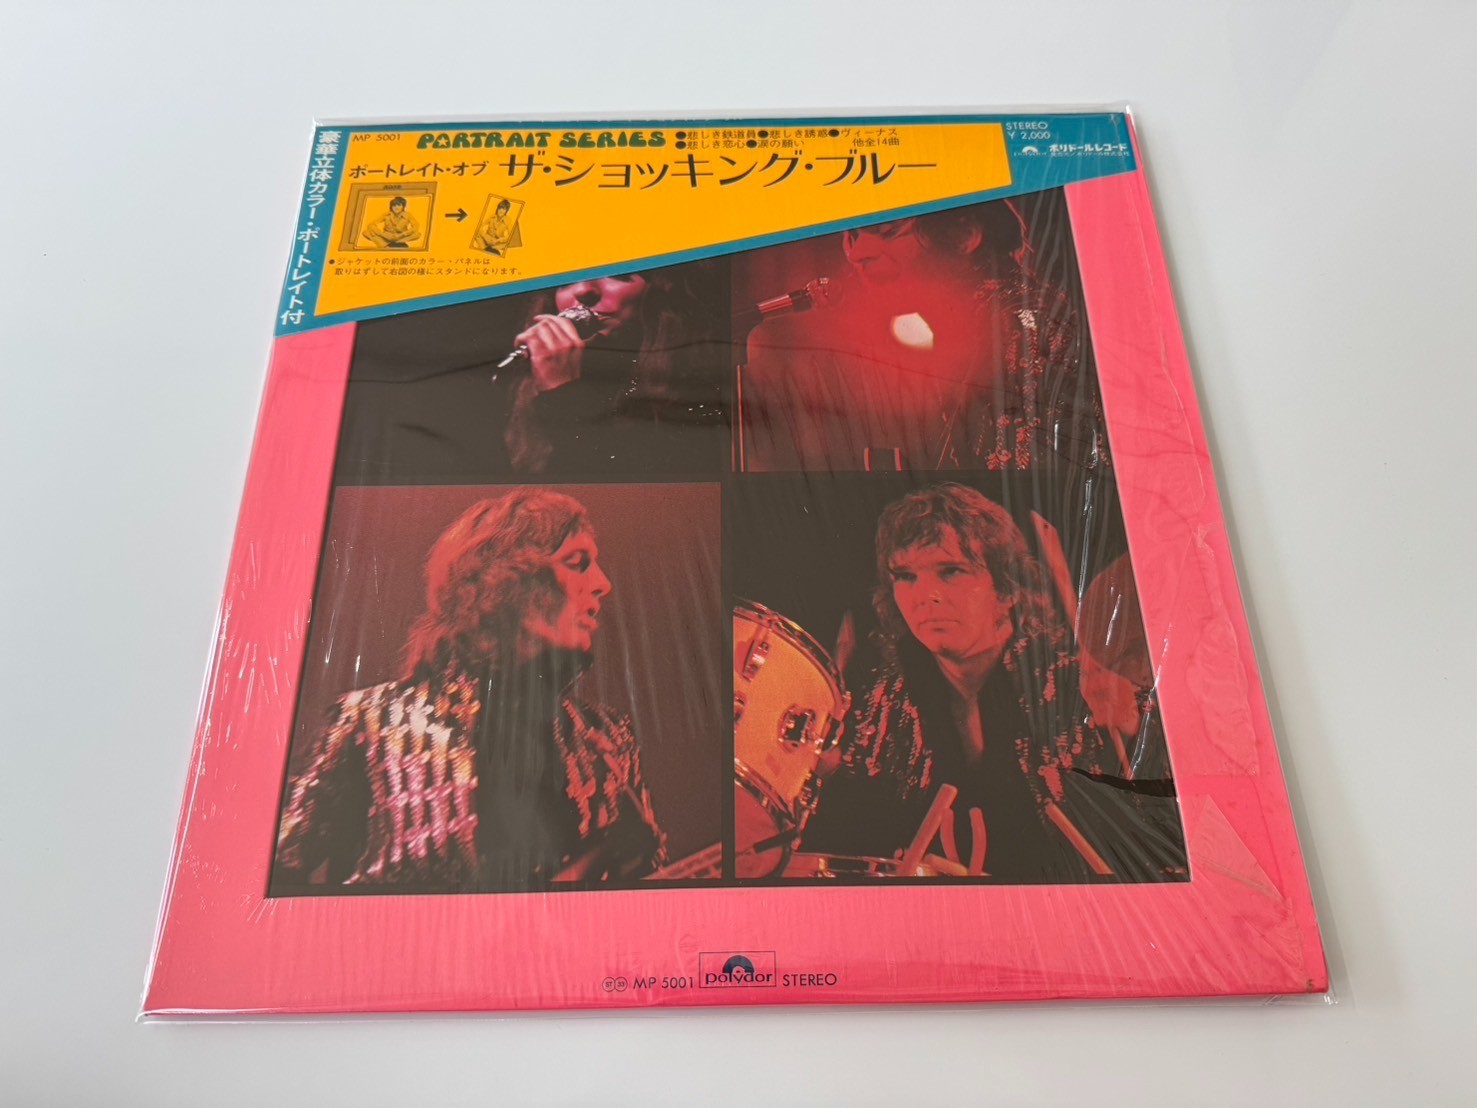 豪華立体カラー・ポートレイト付
MP 5001
PORTRAIT SERIES
●悲しき鉄道員●悲しき誘惑●ヴィーナス
●悲しき恋心●涙の願い 他全14曲
ポートレイト・オブ
ザ・ショッキング・ブルー
●ジャケットの前面のカラー・パネルは
取りはずして右図の様にスタンドになります。
STEREO
¥ 2,000
ポリドールレコード
ST 33 MP 5001 polydor STEREO